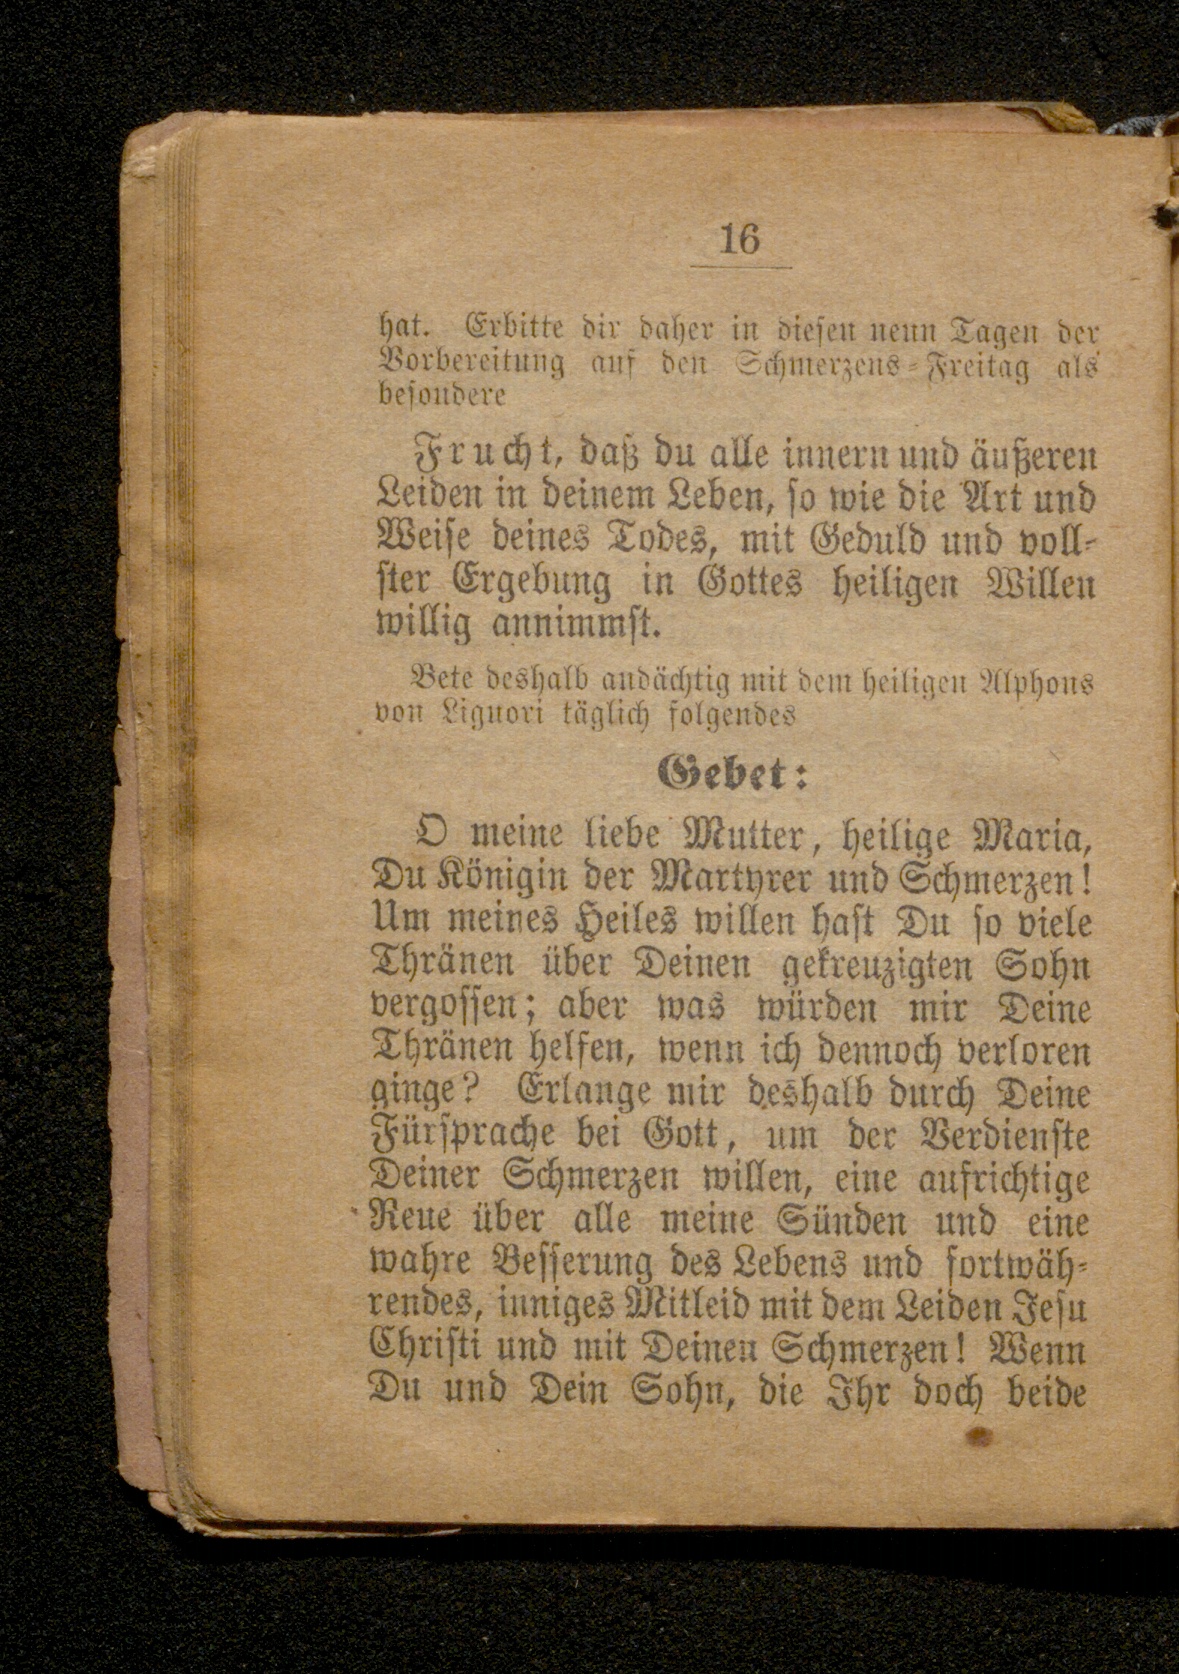 16
hat. Erbitte dir daher in diesen neun Tagen der
Vorbereitung auf den Schmerzens-Freitag als
besondere
Frucht, daß du alle innern und äußeren
Leiden in deinem Leben, so wie die Art und
Weise deines Todes, mit Geduld und voll-
ster Ergebung in Gottes heiligen Willen
willig annimmst.
Bete deshalb andächtig mit dem heiligen Alphons
von Liguori täglich folgendes
Gebet:
O meine liebe Mutter, heilige Maria,
Du Königin der Martyrer und Schmerzen!
Um meines Heiles willen hast Du so viele
Thränen über Deinen gekreuzigten Sohn
vergossen; aber was würden mir Deine
Thränen helfen, wenn ich dennoch verloren
ginge? Erlange mir deshalb durch Deine
Fürsprache bei Gott, um der Verdienste
Deiner Schmerzen willen, eine aufrichtige
Reue über alle meine Sünden und eine
wahre Besserung des Lebens und fortwäh-
rendes, inniges Mitleid mit dem Leiden Jesu
Christi und mit Deinen Schmerzen! Wenn
Du und Dein Sohn, die Ihr doch beide